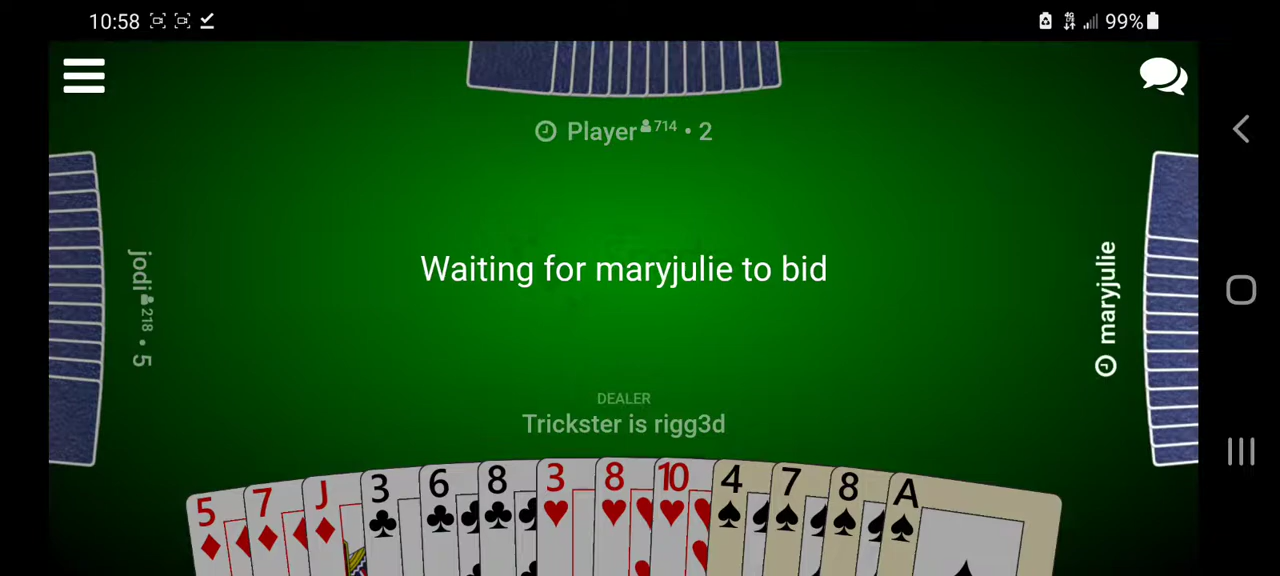 10:58
4G
99%
Player 714 • 2
jodi 218 • 5
Waiting for maryjulie to bid
maryjulie
DEALER
Trickster is rigg3d
5 7 J 3 6 8 3 8 10 4 7 8 A